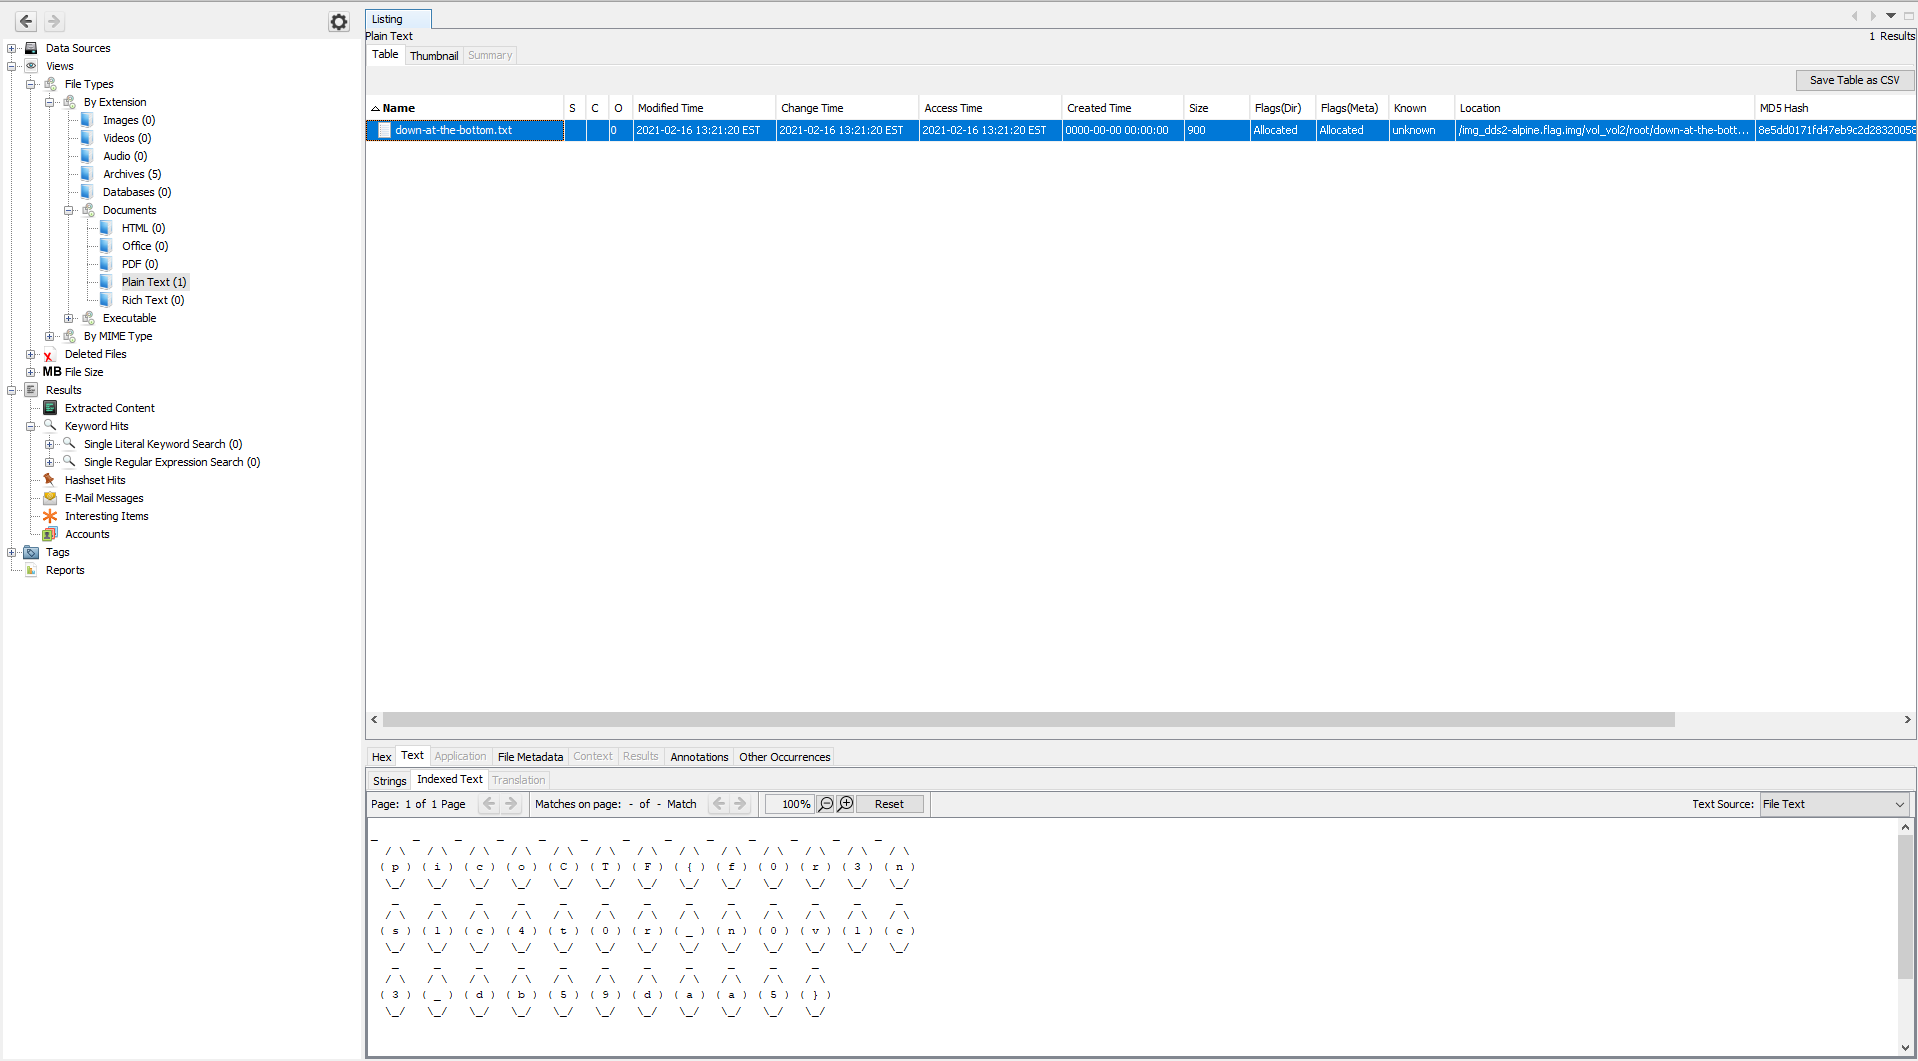 Data Sources
Views
File Types
By Extension
Images (0)
Videos (0)
Audio (0)
Archives (5)
Databases (0)
Documents
HTML (0)
Office (0)
PDF (0)
Plain Text (1)
Rich Text (0)
Executable
By MIME Type
Deleted Files
MB File Size
Results
Extracted Content
Keyword Hits
Single Literal Keyword Search (0)
Single Regular Expression Search (0)
Hashset Hits
E-Mail Messages
Interesting Items
Accounts
Tags
Reports
Listing
Plain Text 1 Results
Table Thumbnail Summary
Save Table as CSV
Name S C O Modified Time Change Time Access Time Created Time Size Flags(Dir) Flags(Meta) Known Location MD5 Hash
down-at-the-bottom.txt 0 2021-02-16 13:21:20 EST 2021-02-16 13:21:20 EST 2021-02-16 13:21:20 EST 0000-00-00 00:00:00 900 Allocated Allocated unknown /img_dds2-alpine.flag.img/vol_vol2/root/down-at-the-bott... 8e5dd0171fd47eb9c2d28320058
Hex Text Application File Metadata Context Results Annotations Other Occurrences
Strings Indexed Text Translation
Page: 1 of 1 Page Matches on page: - of - Match 100% Reset Text Source: File Text
_ _ _ _ _ _ _ _ _ _ _ _ _
/ \ / \ / \ / \ / \ / \ / \ / \ / \ / \ / \ / \ / \
( p ) ( i ) ( c ) ( o ) ( C ) ( T ) ( F ) ( { ) ( f ) ( 0 ) ( r ) ( 3 ) ( n )
\_/ \_/ \_/ \_/ \_/ \_/ \_/ \_/ \_/ \_/ \_/ \_/ \_/
_ _ _ _ _ _ _ _ _ _ _ _ _
/ \ / \ / \ / \ / \ / \ / \ / \ / \ / \ / \ / \ / \
( s ) ( 1 ) ( c ) ( 4 ) ( t ) ( 0 ) ( r ) ( _ ) ( n ) ( 0 ) ( v ) ( 1 ) ( c )
\_/ \_/ \_/ \_/ \_/ \_/ \_/ \_/ \_/ \_/ \_/ \_/ \_/
_ _ _ _ _ _ _ _ _ _ _
/ \ / \ / \ / \ / \ / \ / \ / \ / \ / \ / \
( 3 ) ( _ ) ( d ) ( b ) ( 5 ) ( 9 ) ( d ) ( a ) ( a ) ( 5 ) ( } )
\_/ \_/ \_/ \_/ \_/ \_/ \_/ \_/ \_/ \_/ \_/